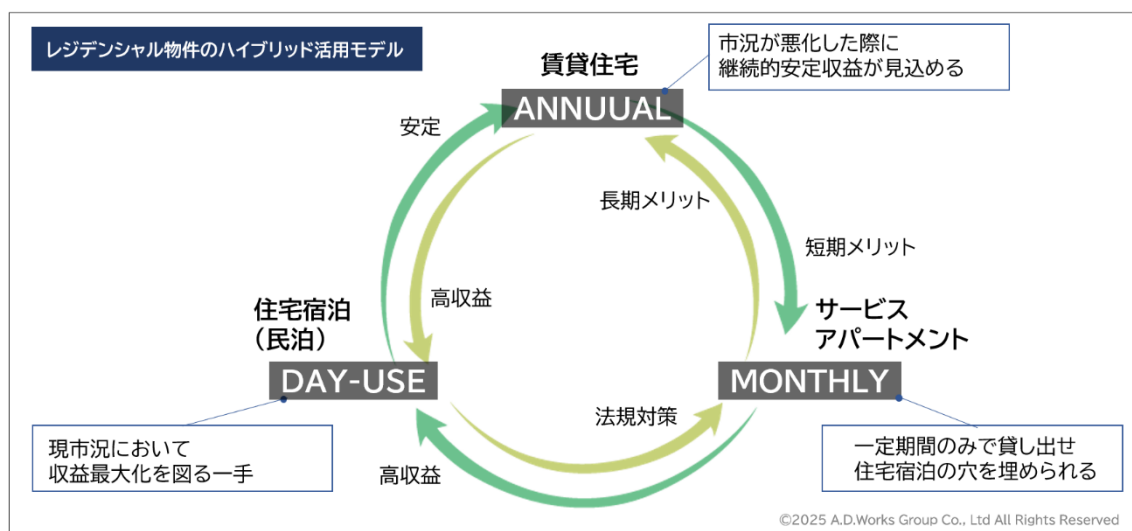 レジデンシャル物件のハイブリッド活用モデル
市況が悪化した際に
継続的安定収益が見込める
賃貸住宅
ANNUUAL
安定
長期メリット
短期メリット
高収益
住宅宿泊
（民泊）
DAY-USE
サービス
アパートメント
MONTHLY
法規対策
高収益
現市況において
収益最大化を図る一手
一定期間のみで貸し出せ
住宅宿泊の穴を埋められる
©2025 A.D.Works Group Co., Ltd All Rights Reserved